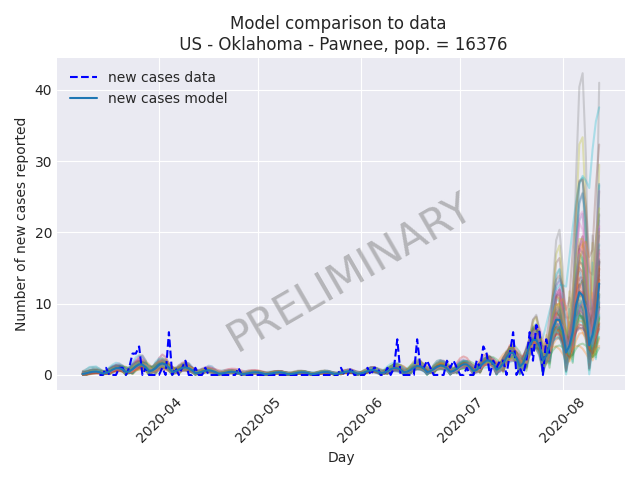 Model comparison to data
US - Oklahoma - Pawnee, pop. = 16376
new cases data
new cases model
Number of new cases reported
40
30
20
10
0
PRELIMINARY
2020-04
2020-05
2020-06
2020-07
2020-08
Day